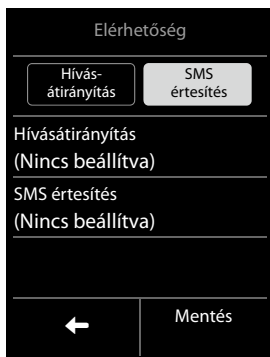 Elérhetőség
Hívás-
átirányítás
SMS
értesítés
Hívásátirányítás
(Nincs beállítva)
SMS értesítés
(Nincs beállítva)
Mentés